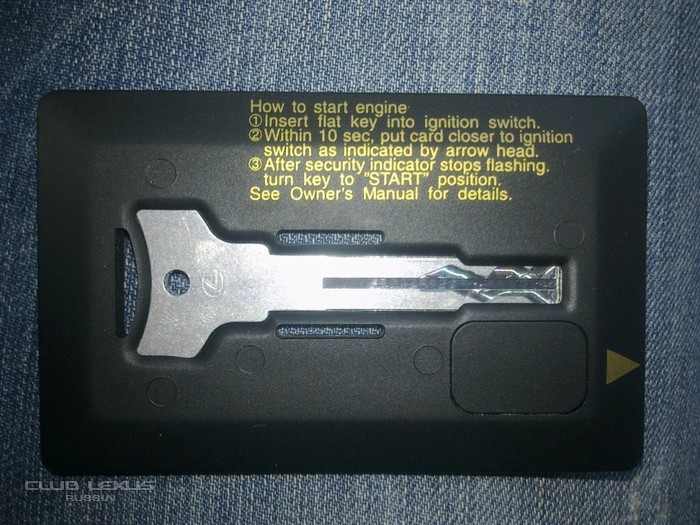 How to start engine
①Insert flat key into ignition switch.
②Within 10 sec, put card closer to ignition
switch as indicated by arrow head.
③After security indicator stops flashing.
turn key to "START" position.
See Owner's Manual for details.
CLUB LEXUS
RUSSIA